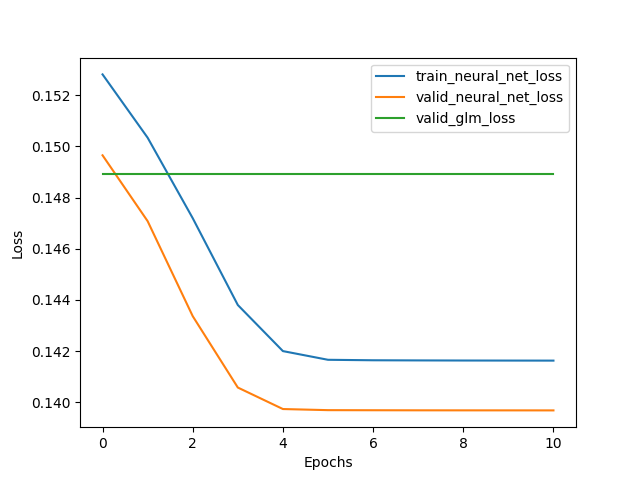 train_neural_net_loss
valid_neural_net_loss
valid_glm_loss
0.152
0.150
0.148
0.146
0.144
0.142
0.140
Loss
0 2 4 6 8 10
Epochs